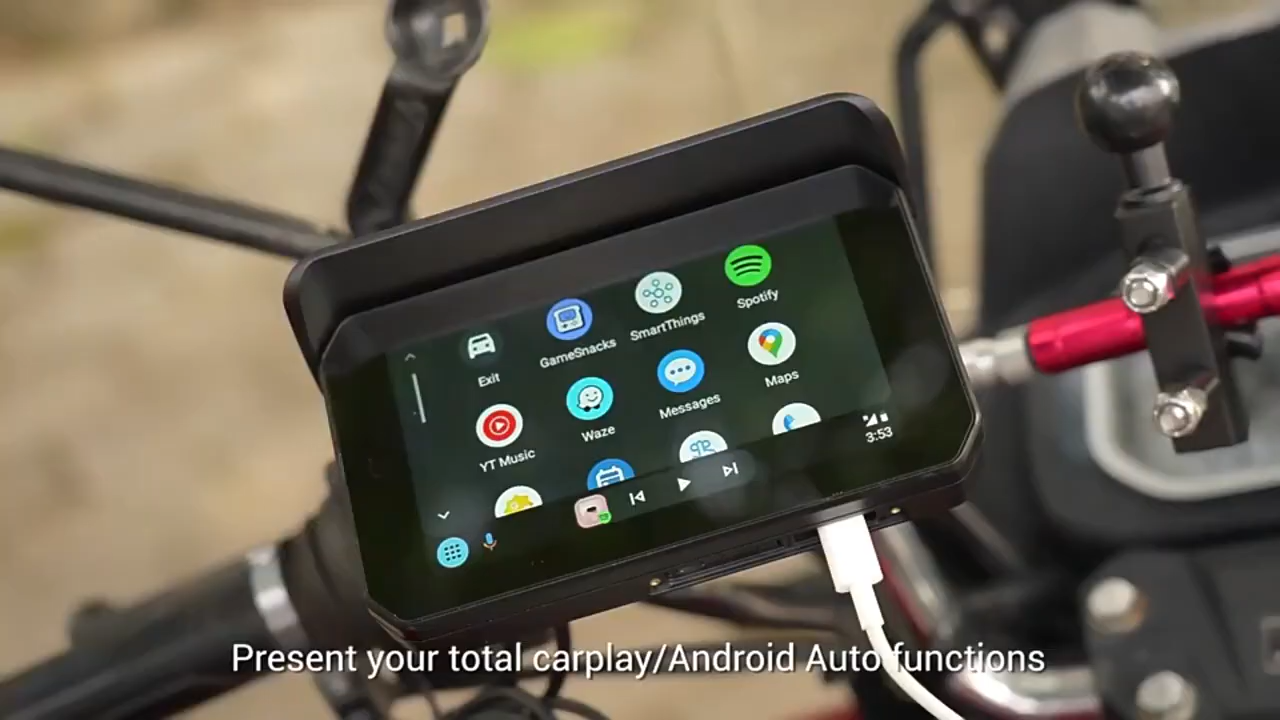 Exit
GameSnacks
SmartThings
Spotify
YT Music
Waze
Messages
Maps
3:53
Present your total carplay/Android Auto functions